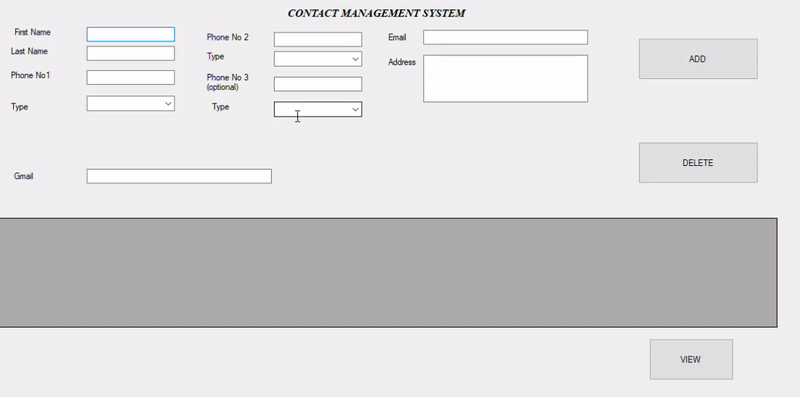 CONTACT MANAGEMENT SYSTEM
First Name
Last Name
Phone No1
Type
Phone No 2
Type
Phone No 3
(optional)
Type
Email
Address
ADD
DELETE
Gmail
VIEW